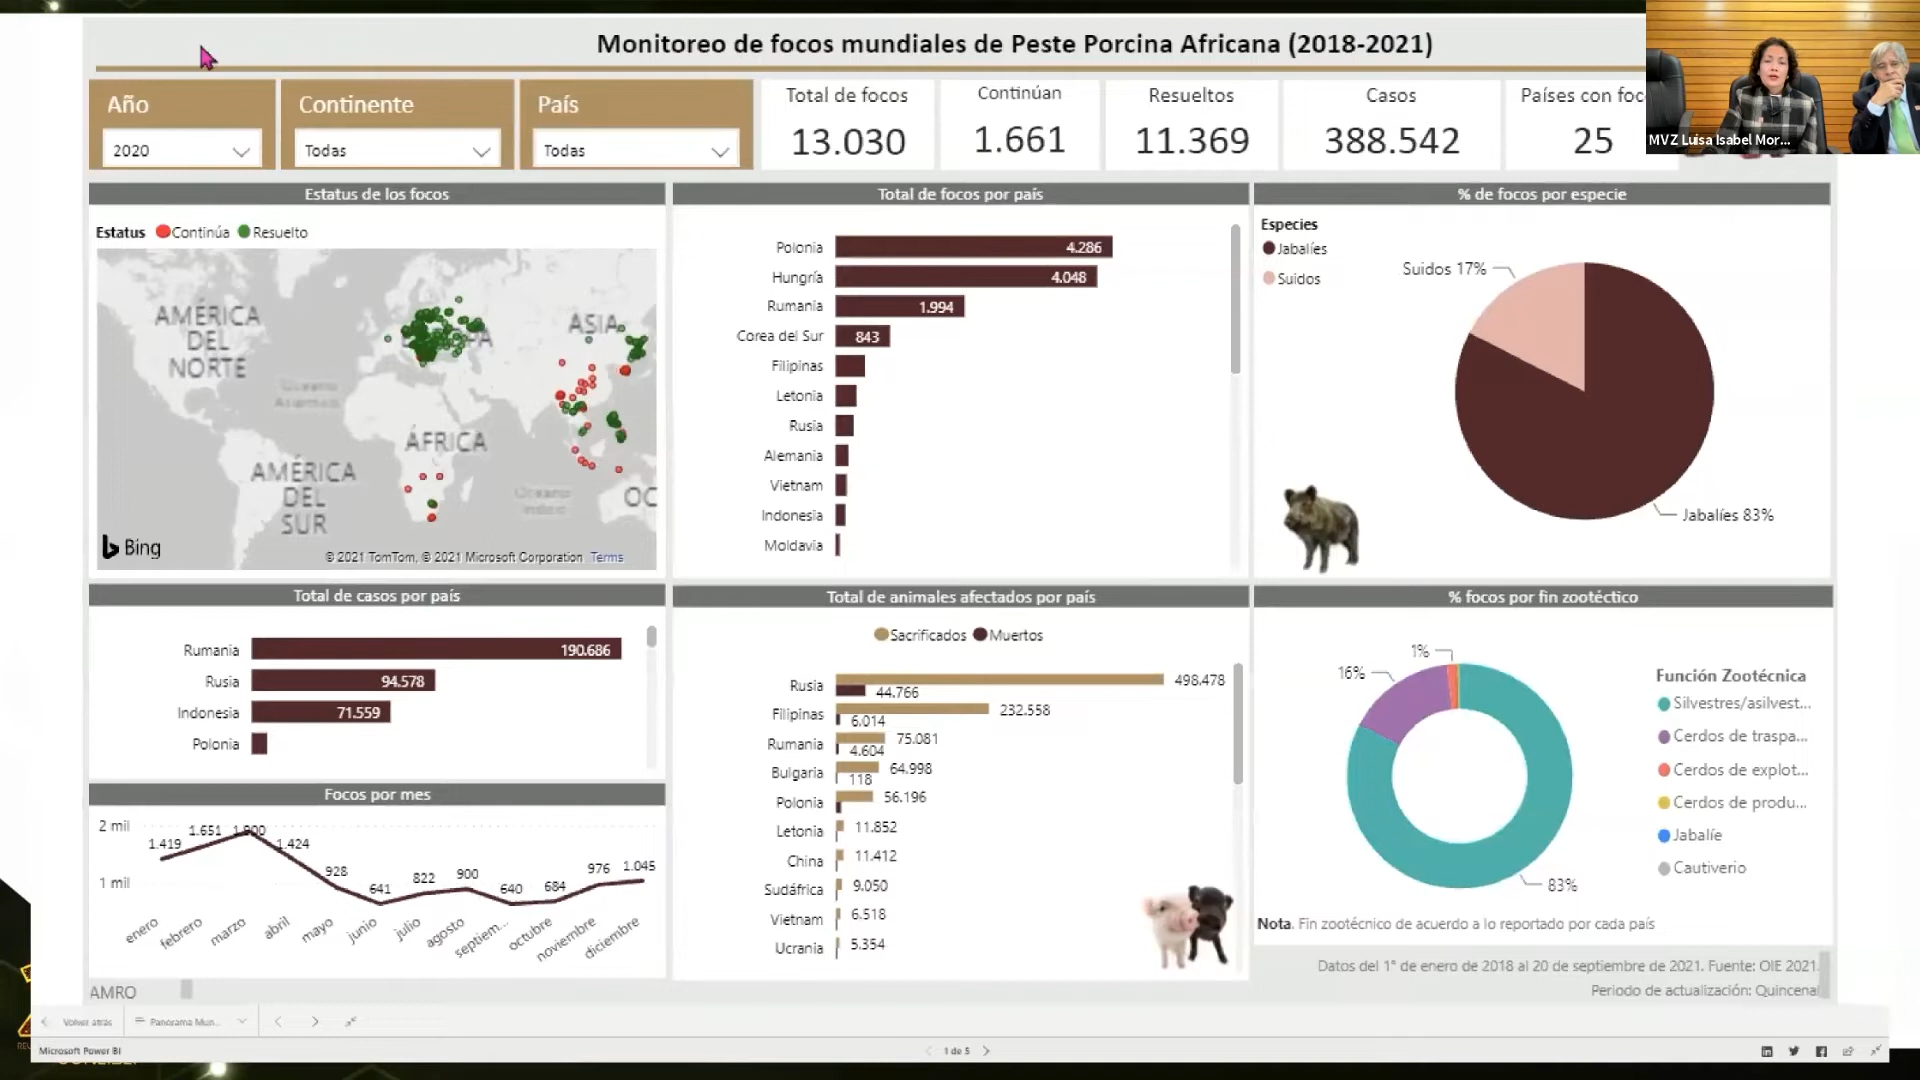 Monitoreo de focos mundiales de Peste Porcina Africana (2018-2021)
Año
2020
Continente
Todas
País
Todas
Total de focos
13.030
Continúan
1.661
Resueltos
11.369
Casos
388.542
Países con foc
25
MVZ Luisa Isabel Mor...
Estatus de los focos
Estatus Continúa Resuelto
AMÉRICA DEL NORTE
ASIA
ÁFRICA
AMÉRICA DEL SUR
Oceano Indico
OC
Bing
© 2021 TomTom, © 2021 Microsoft Corporation Terms
Total de focos por país
Polonia 4.286
Hungría 4.048
Rumania 1.994
Corea del Sur 843
Filipinas
Letonia
Rusia
Alemania
Vietnam
Indonesia
Moldavia
% de focos por especie
Especies
Jabalíes
Suidos
Suidos 17%
Jabalíes 83%
Total de casos por país
Rumania 190.686
Rusia 94.578
Indonesia 71.559
Polonia
Focos por mes
2 mil
1 mil
1.419
1.651
1.900
1.424
928
641
822
900
640
684
976
1.045
enero
febrero
marzo
abril
mayo
junio
julio
agosto
septiem...
octubre
noviembre
diciembre
Total de animales afectados por país
Sacrificados Muertos
Rusia 498.478
44.766
Filipinas 232.558
6.014
Rumania 75.081
4.604
Bulgaria 64.998
118
Polonia 56.196
Letonia 11.852
China 11.412
Sudáfrica 9.050
Vietnam 6.518
Ucrania 5.354
% focos por fin zootéctico
1%
16%
83%
Función Zootécnica
Silvestres/asilvest...
Cerdos de traspa...
Cerdos de explot...
Cerdos de produ...
Jabalíe
Cautiverio
Nota. Fin zootécnico de acuerdo a lo reportado por cada país
Datos del 1° de enero de 2018 al 20 de septiembre de 2021. Fuente: OIE 2021.
Periodo de actualización: Quincenal
AMRO
Volver atrás
Panorama Mun...
Microsoft Power BI
1 de 5